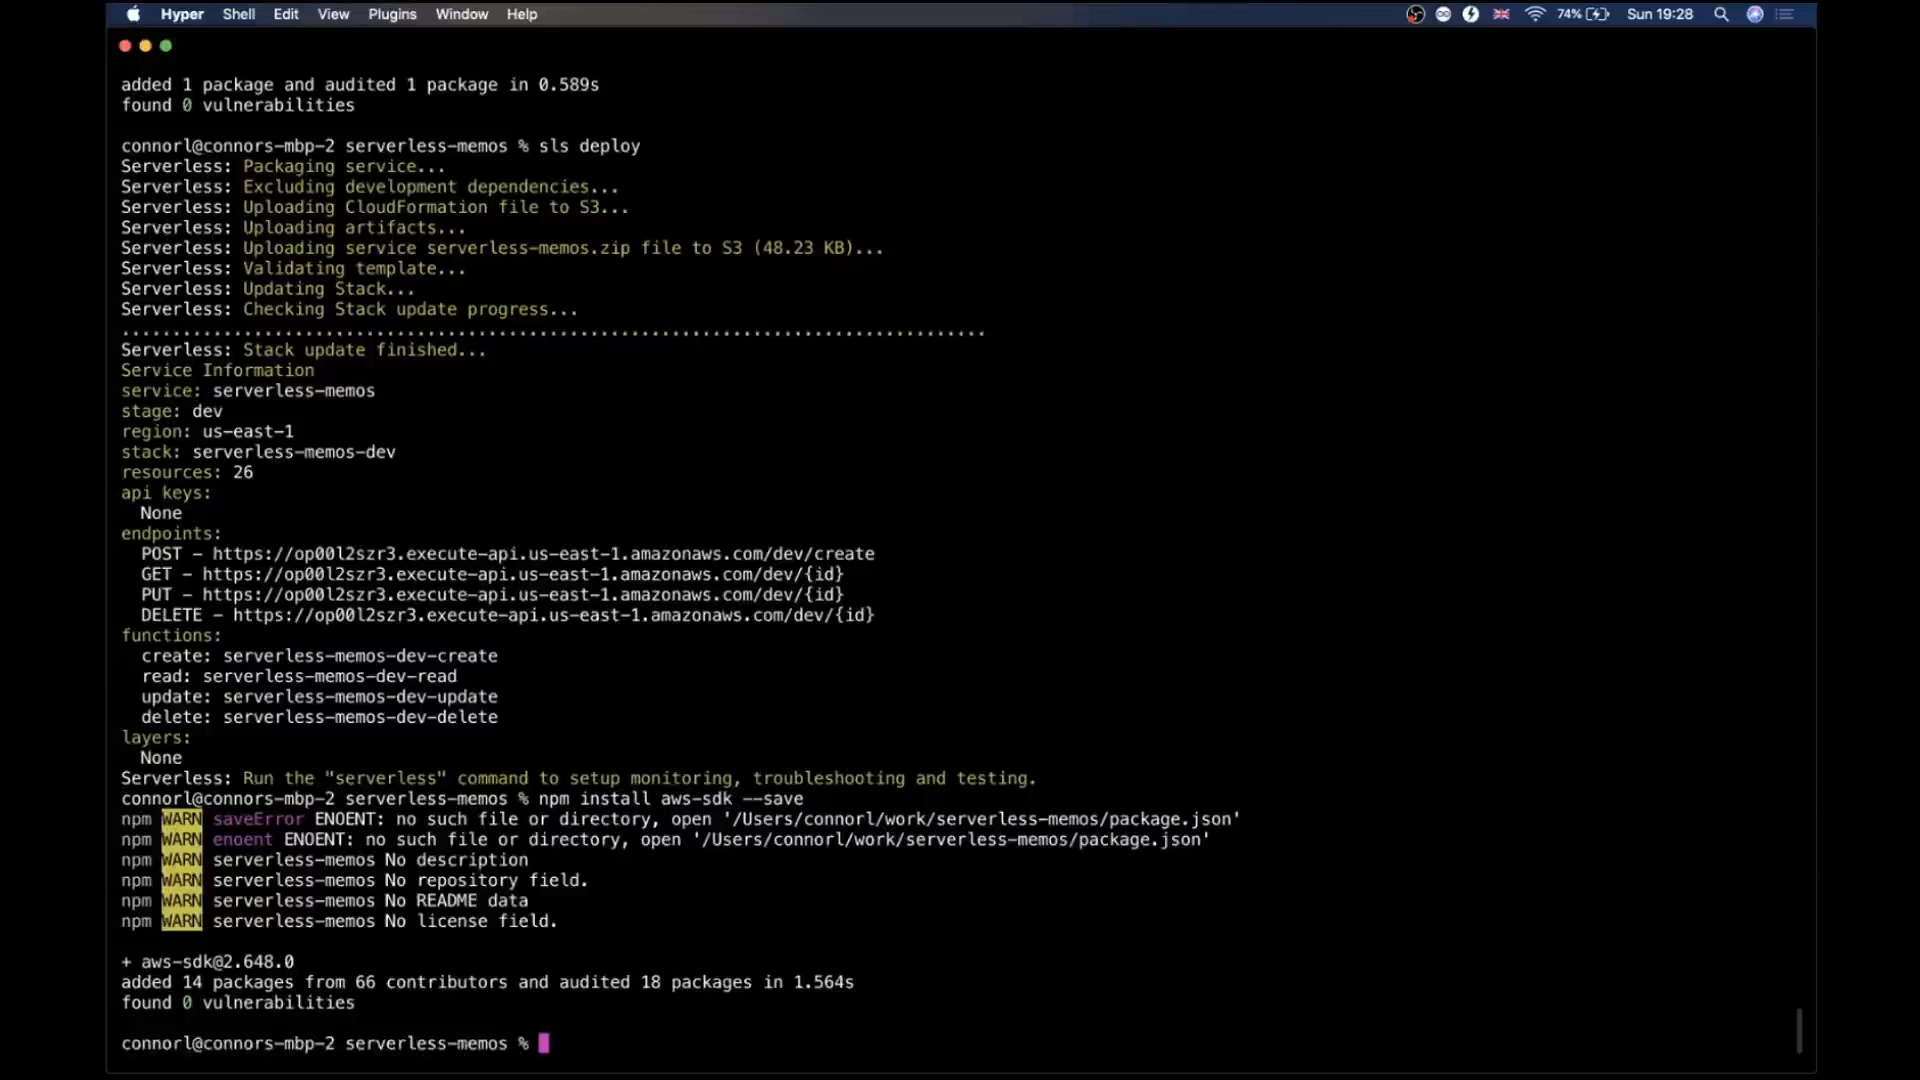 Hyper Shell Edit View Plugins Window Help 74% Sun 19:28
added 1 package and audited 1 package in 0.589s
found 0 vulnerabilities
connorl@connors-mbp-2 serverless-memos % sls deploy
Serverless: Packaging service...
Serverless: Excluding development dependencies...
Serverless: Uploading CloudFormation file to S3...
Serverless: Uploading artifacts...
Serverless: Uploading service serverless-memos.zip file to S3 (48.23 KB)...
Serverless: Validating template...
Serverless: Updating Stack...
Serverless: Checking Stack update progress...
.....................................................................................
Serverless: Stack update finished...
Service Information
service: serverless-memos
stage: dev
region: us-east-1
stack: serverless-memos-dev
resources: 26
api keys:
None
endpoints:
POST - https://op00l2szr3.execute-api.us-east-1.amazonaws.com/dev/create
GET - https://op00l2szr3.execute-api.us-east-1.amazonaws.com/dev/{id}
PUT - https://op00l2szr3.execute-api.us-east-1.amazonaws.com/dev/{id}
DELETE - https://op00l2szr3.execute-api.us-east-1.amazonaws.com/dev/{id}
functions:
create: serverless-memos-dev-create
read: serverless-memos-dev-read
update: serverless-memos-dev-update
delete: serverless-memos-dev-delete
layers:
None
Serverless: Run the "serverless" command to setup monitoring, troubleshooting and testing.
connorl@connors-mbp-2 serverless-memos % npm install aws-sdk --save
npm WARN saveError ENOENT: no such file or directory, open '/Users/connorl/work/serverless-memos/package.json'
npm WARN enoent ENOENT: no such file or directory, open '/Users/connorl/work/serverless-memos/package.json'
npm WARN serverless-memos No description
npm WARN serverless-memos No repository field.
npm WARN serverless-memos No README data
npm WARN serverless-memos No license field.
+ aws-sdk@2.648.0
added 14 packages from 66 contributors and audited 18 packages in 1.564s
found 0 vulnerabilities
connorl@connors-mbp-2 serverless-memos %